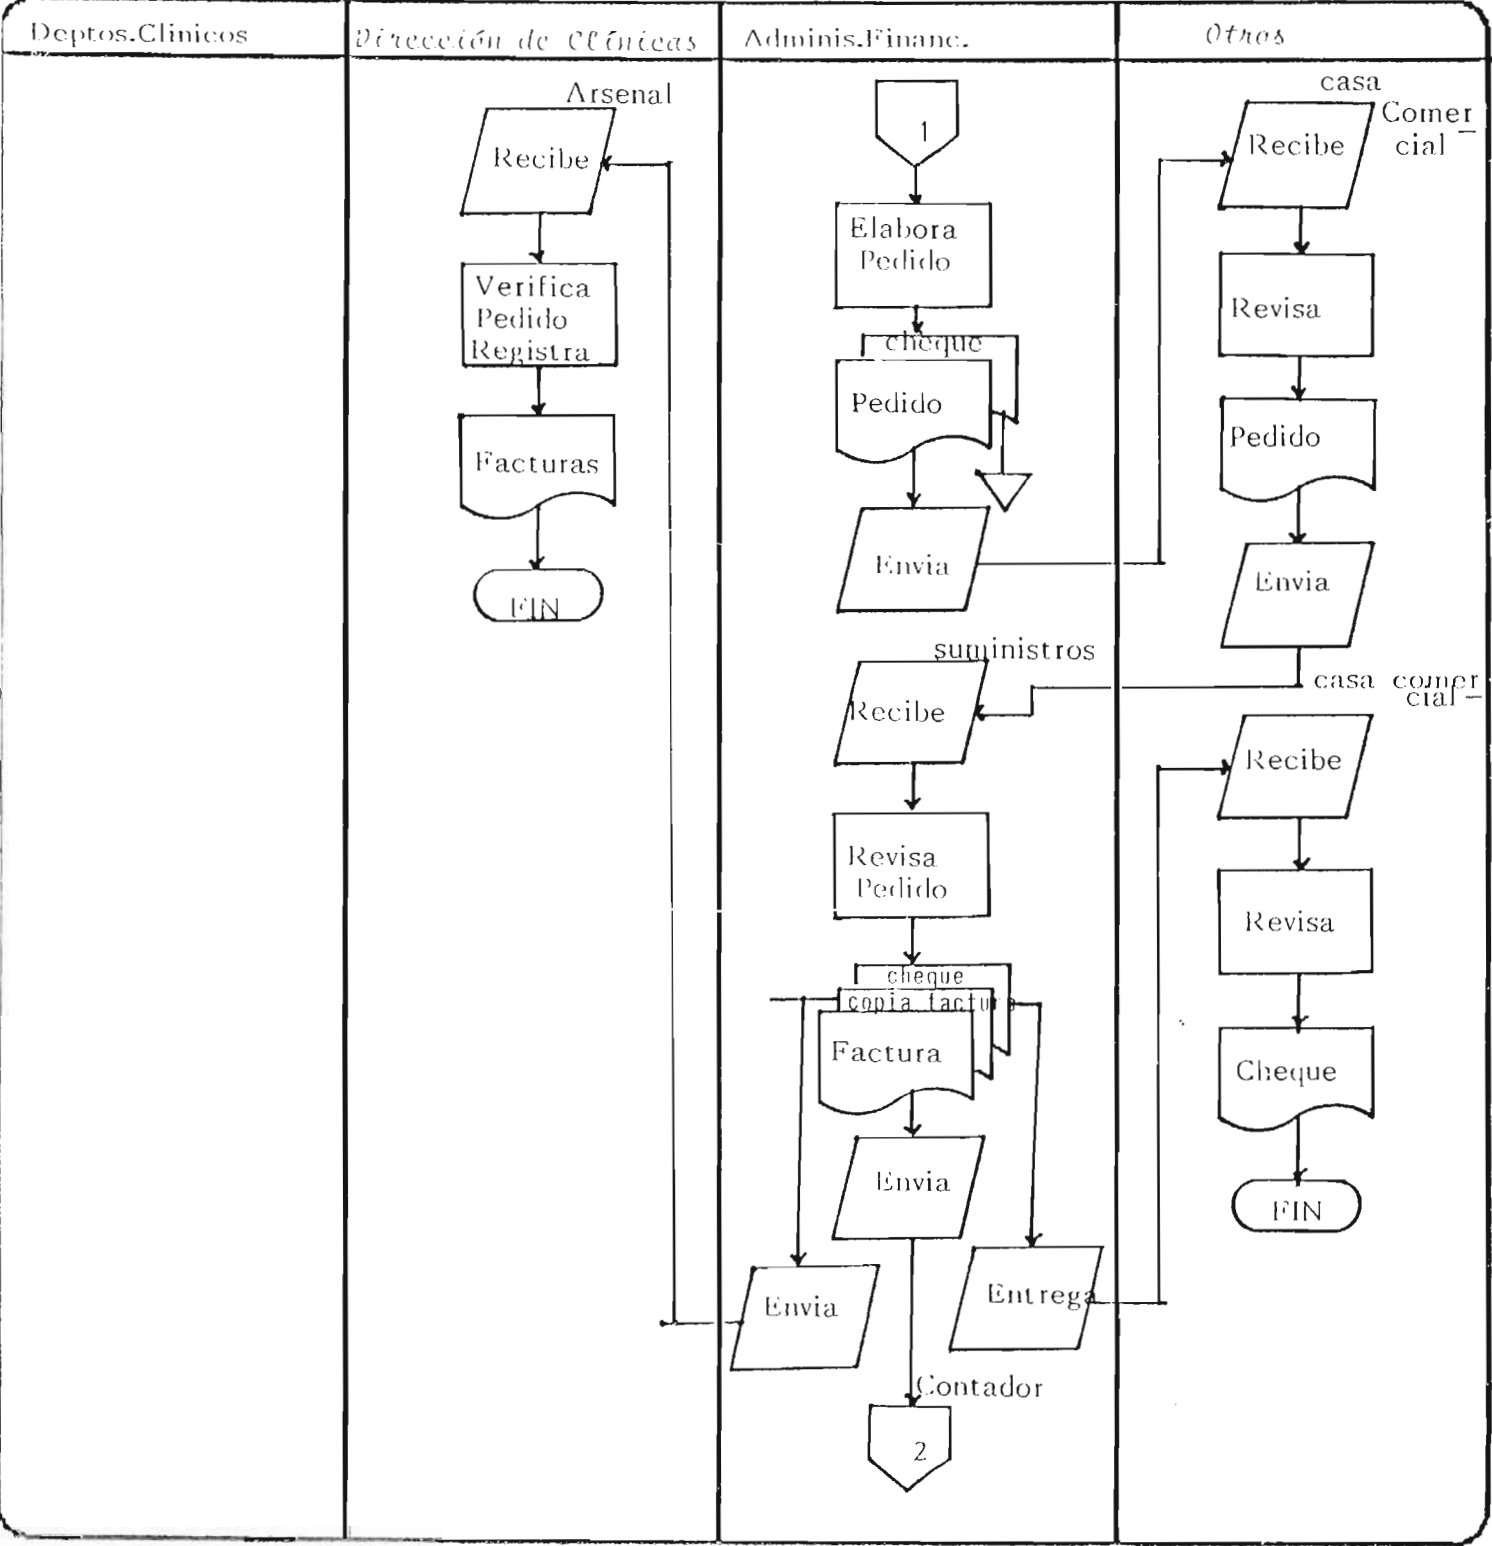 Deptos.Clinicos
Dirección de Clínicas
Adminis.Financ.
Otros
Arsenal
Recibe
Verifica
Pedido
Registra
Facturas
FIN
1
Elabora
Pedido
cheque
Pedido
Envia
suministros
Recibe
Revisa
Pedido
cheque
copia factura
Factura
Envia
Envia
Entrega
Contador
2
casa
Comer
cial
Recibe
Revisa
Pedido
Envia
casa comer
cial
Recibe
Revisa
Cheque
FIN